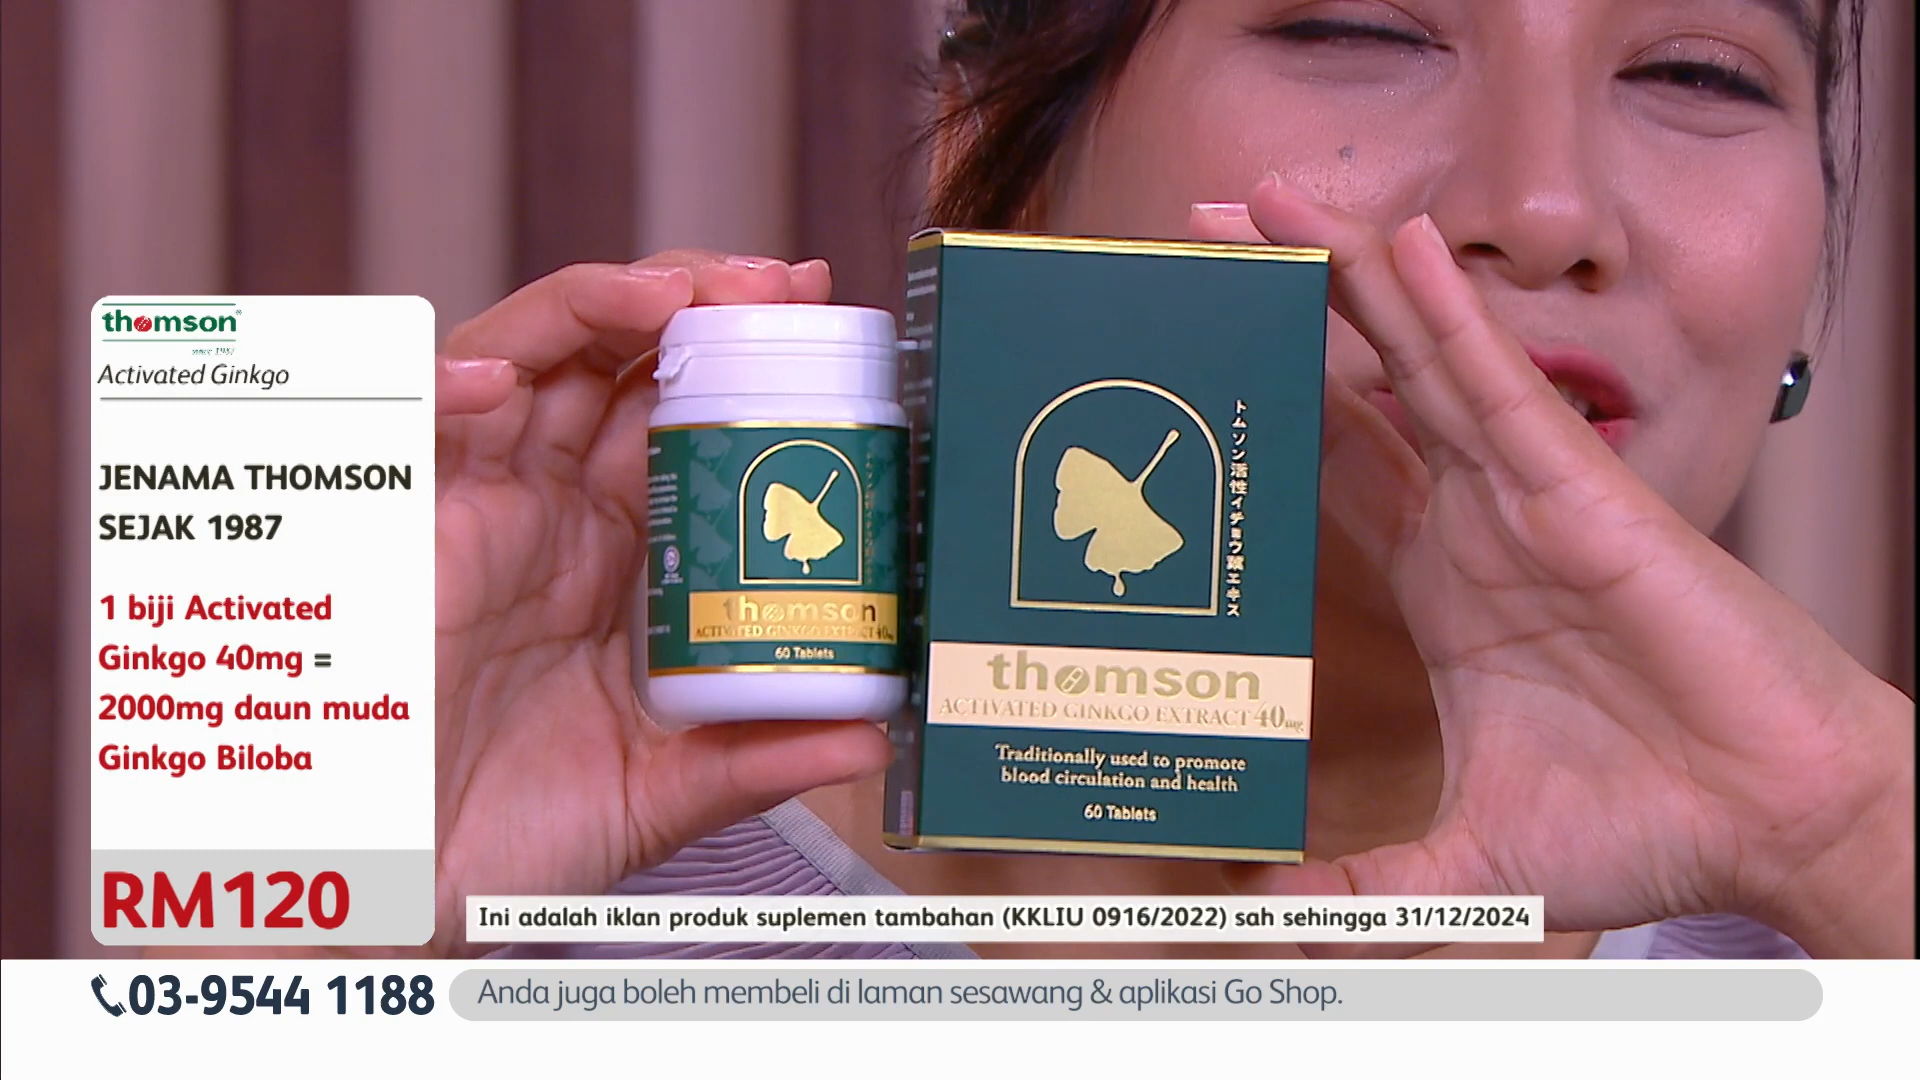 thomson®
since 1987
Activated Ginkgo
JENAMA THOMSON
SEJAK 1987
1 biji Activated
Ginkgo 40mg =
2000mg daun muda
Ginkgo Biloba
RM120
thomson
ACTIVATED GINKGO EXTRACT 40mg
60 Tablets
トムソン活性イチョウ葉エキス
thomson
ACTIVATED GINKGO EXTRACT 40mg
Traditionally used to promote
blood circulation and health
60 Tablets
Ini adalah iklan produk suplemen tambahan (KKLIU 0916/2022) sah sehingga 31/12/2024
03-9544 1188
Anda juga boleh membeli di laman sesawang & aplikasi Go Shop.